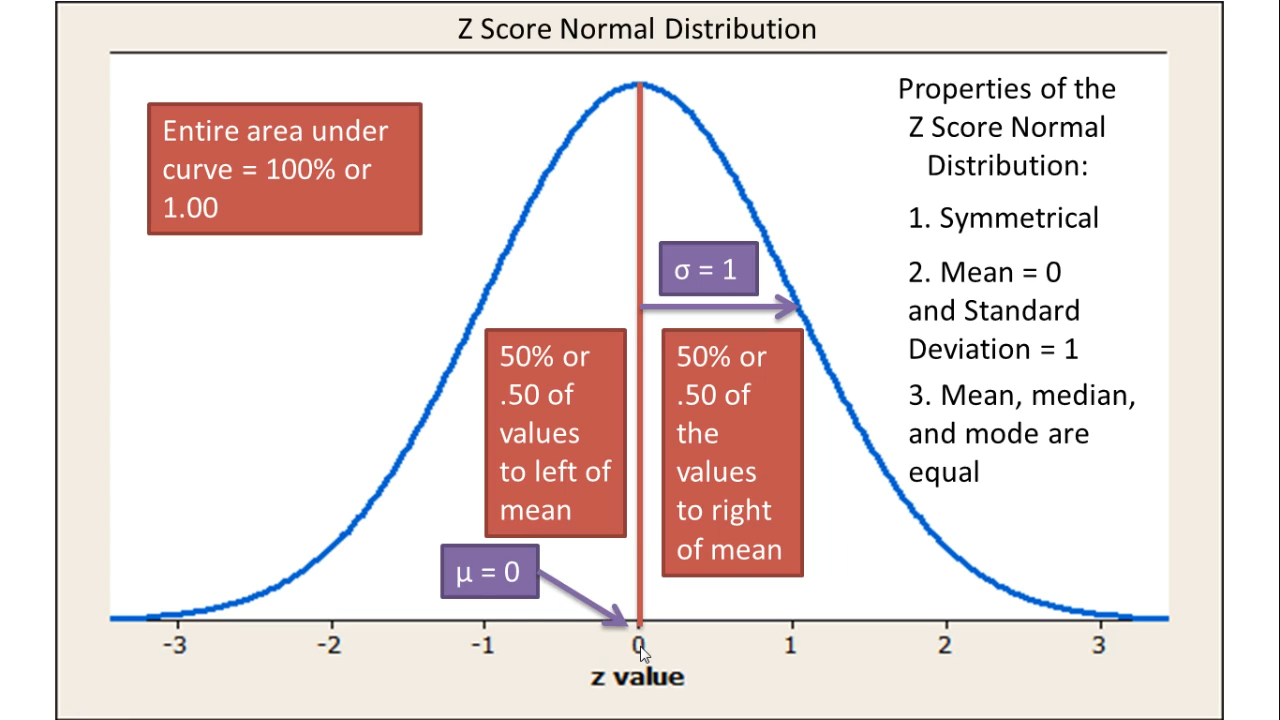 Z Score Normal Distribution
Entire area under
curve = 100% or
1.00
Properties of the
Z Score Normal
Distribution:
1. Symmetrical
2. Mean = 0
and Standard
Deviation = 1
3. Mean, median,
and mode are
equal
σ = 1
50% or
.50 of
values
to left of
mean
50% or
.50 of
the
values
to right
of mean
μ = 0
-3 -2 -1 0 1 2 3
z value